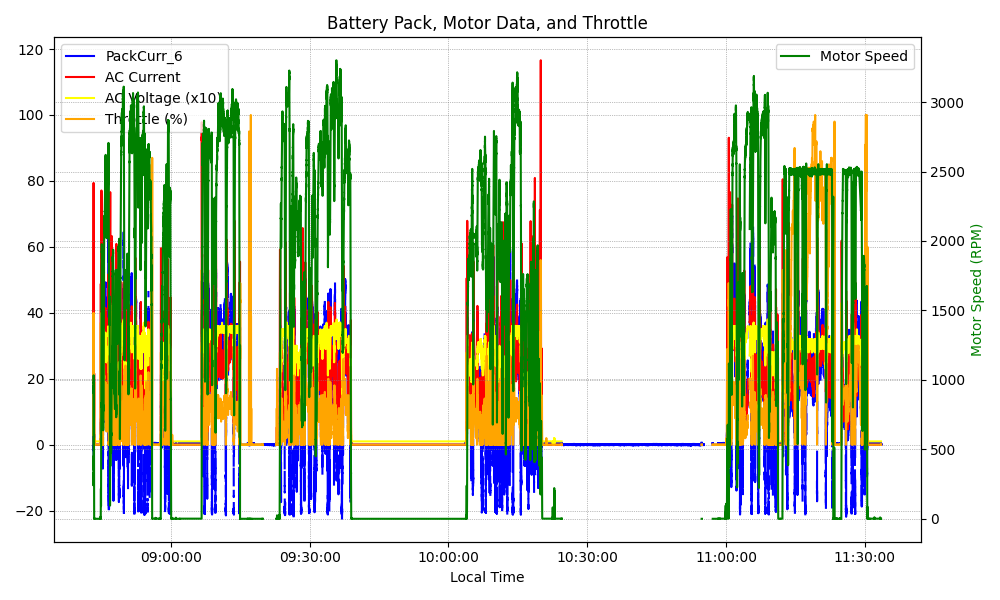 Battery Pack, Motor Data, and Throttle
PackCurr_6
AC Current
AC Voltage (x10)
Throttle (%)
Motor Speed
120
100
80
60
40
20
0
−20
3000
2500
2000
1500
1000
500
0
Motor Speed (RPM)
09:00:00
09:30:00
10:00:00
10:30:00
11:00:00
11:30:00
Local Time